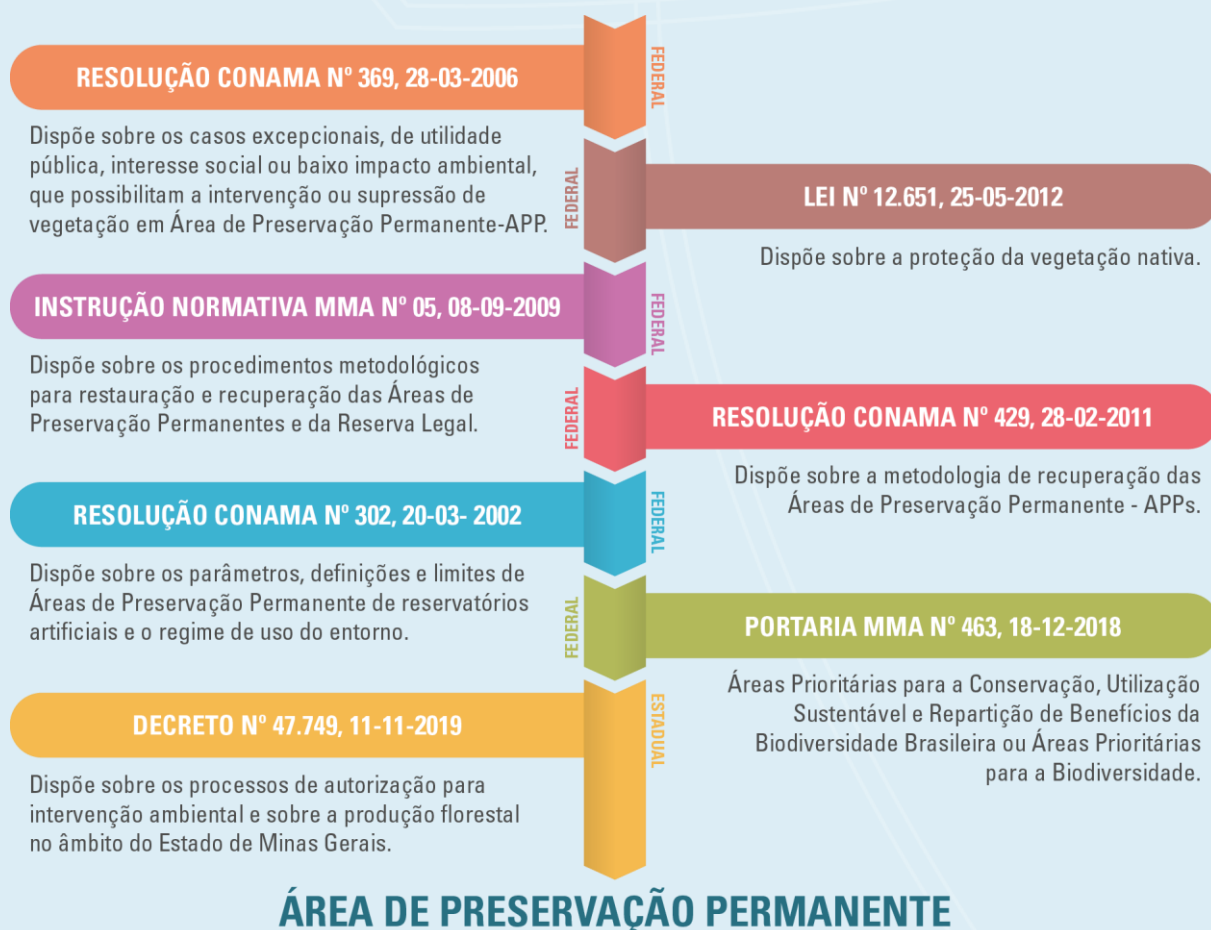 FEDERAL
RESOLUÇÃO CONAMA Nº 369, 28-03-2006
Dispõe sobre os casos excepcionais, de utilidade
pública, interesse social ou baixo impacto ambiental,
que possibilitam a intervenção ou supressão de
vegetação em Área de Preservação Permanente-APP.
FEDERAL
LEI Nº 12.651, 25-05-2012
Dispõe sobre a proteção da vegetação nativa.
FEDERAL
INSTRUÇÃO NORMATIVA MMA Nº 05, 08-09-2009
Dispõe sobre os procedimentos metodológicos
para restauração e recuperação das Áreas de
Preservação Permanentes e da Reserva Legal.
FEDERAL
RESOLUÇÃO CONAMA Nº 429, 28-02-2011
Dispõe sobre a metodologia de recuperação das
Áreas de Preservação Permanente - APPs.
FEDERAL
RESOLUÇÃO CONAMA Nº 302, 20-03- 2002
Dispõe sobre os parâmetros, definições e limites de
Áreas de Preservação Permanente de reservatórios
artificiais e o regime de uso do entorno.
FEDERAL
PORTARIA MMA Nº 463, 18-12-2018
Áreas Prioritárias para a Conservação, Utilização
Sustentável e Repartição de Benefícios da
Biodiversidade Brasileira ou Áreas Prioritárias
para a Biodiversidade.
ESTADUAL
DECRETO Nº 47.749, 11-11-2019
Dispõe sobre os processos de autorização para
intervenção ambiental e sobre a produção florestal
no âmbito do Estado de Minas Gerais.
ÁREA DE PRESERVAÇÃO PERMANENTE